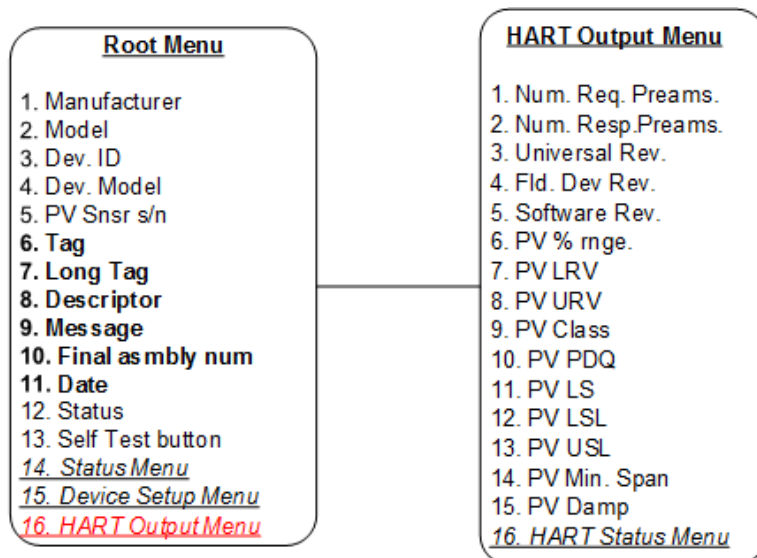 Root Menu
1. Manufacturer
2. Model
3. Dev. ID
4. Dev. Model
5. PV Snsr s/n
6. Tag
7. Long Tag
8. Descriptor
9. Message
10. Final asmbly num
11. Date
12. Status
13. Self Test button
14. Status Menu
15. Device Setup Menu
16. HART Output Menu
HART Output Menu
1. Num. Req. Preams.
2. Num. Resp.Preams.
3. Universal Rev.
4. Fld. Dev Rev.
5. Software Rev.
6. PV % rnge.
7. PV LRV
8. PV URV
9. PV Class
10. PV PDQ
11. PV LS
12. PV LSL
13. PV USL
14. PV Min. Span
15. PV Damp
16. HART Status Menu